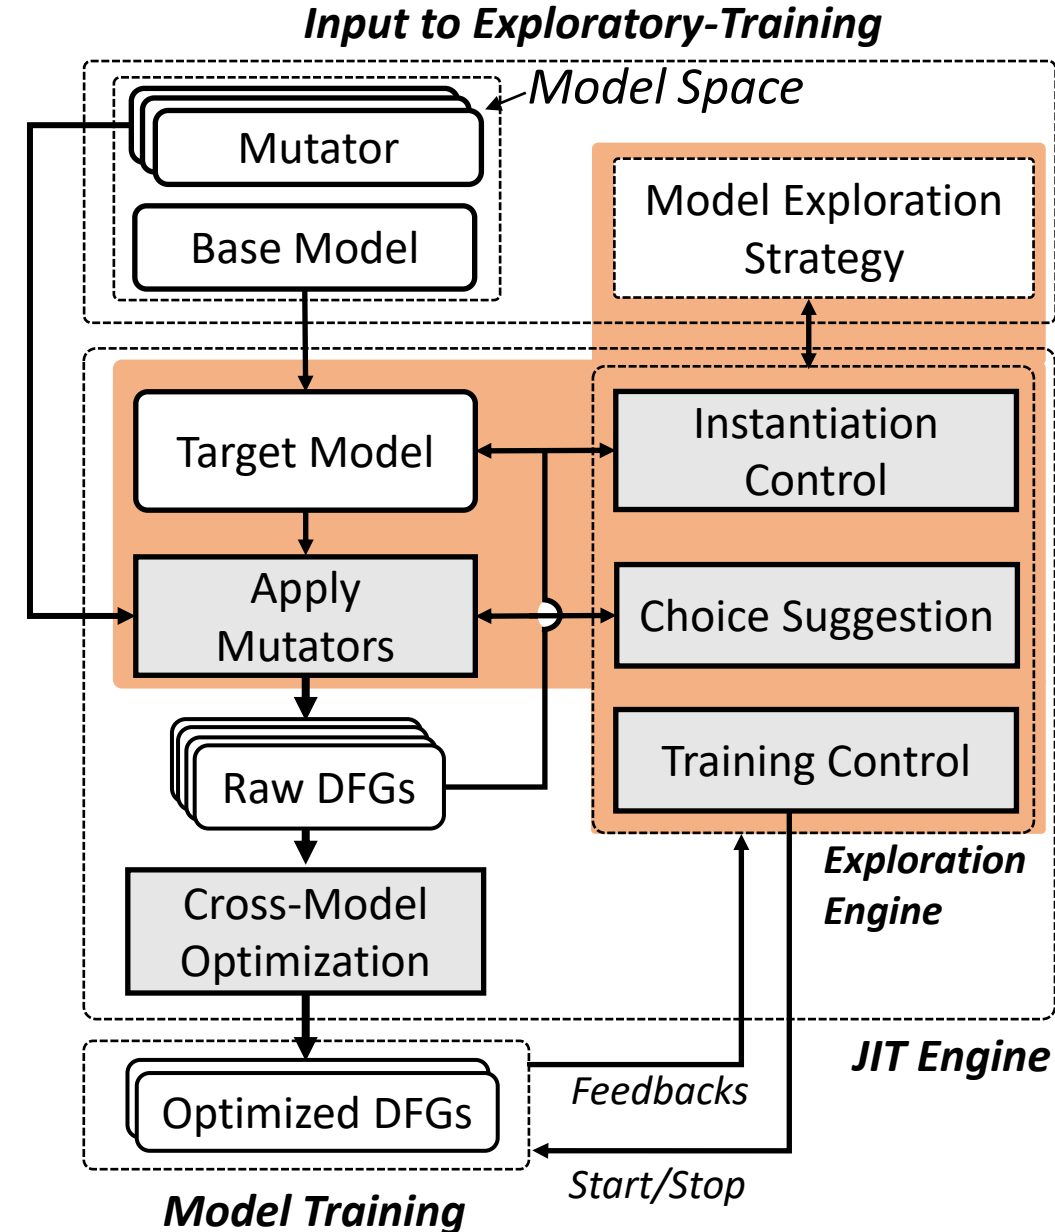 Input to Exploratory-Training
Model Space
Mutator
Base Model
Model Exploration
Strategy
Target Model
Instantiation
Control
Apply
Mutators
Choice Suggestion
Raw DFGs
Training Control
Exploration
Engine
Cross-Model
Optimization
JIT Engine
Optimized DFGs
Feedbacks
Start/Stop
Model Training